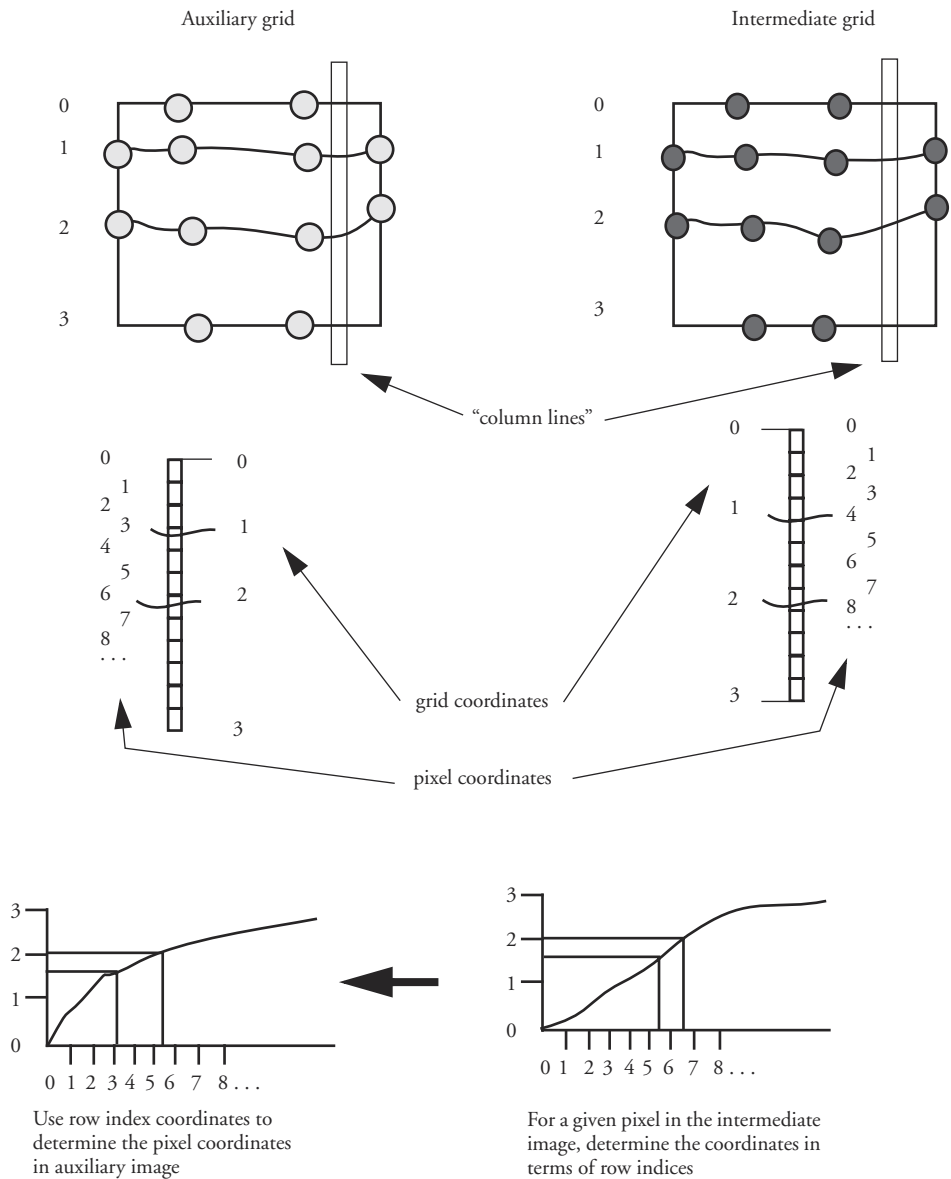 Auxiliary grid
Intermediate grid
0
1
2
3
0
1
2
3
“column lines”
0
1
2
3
4
5
6
7
8
. . .
0
1
2
3
0
1
2
3
0
1
2
3
4
5
6
7
8
. . .
grid coordinates
pixel coordinates
3
2
1
0
0 1 2 3 4 5 6 7 8 . . .
3
2
1
0
0 1 2 3 4 5 6 7 8 . . .
Use row index coordinates to
determine the pixel coordinates
in auxiliary image
For a given pixel in the intermediate
image, determine the coordinates in
terms of row indices